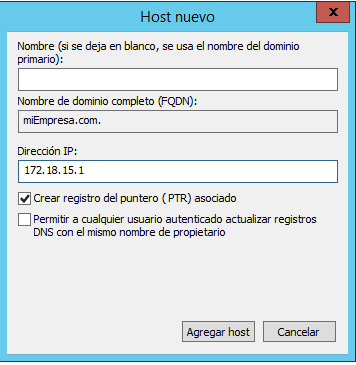 Host nuevo
x
Nombre (si se deja en blanco, se usa el nombre del dominio
primario):
Nombre de dominio completo (FQDN):
miEmpresa.com.
Dirección IP:
172.18.15.1
Crear registro del puntero (PTR) asociado
Permitir a cualquier usuario autenticado actualizar registros
DNS con el mismo nombre de propietario
Agregar host
Cancelar